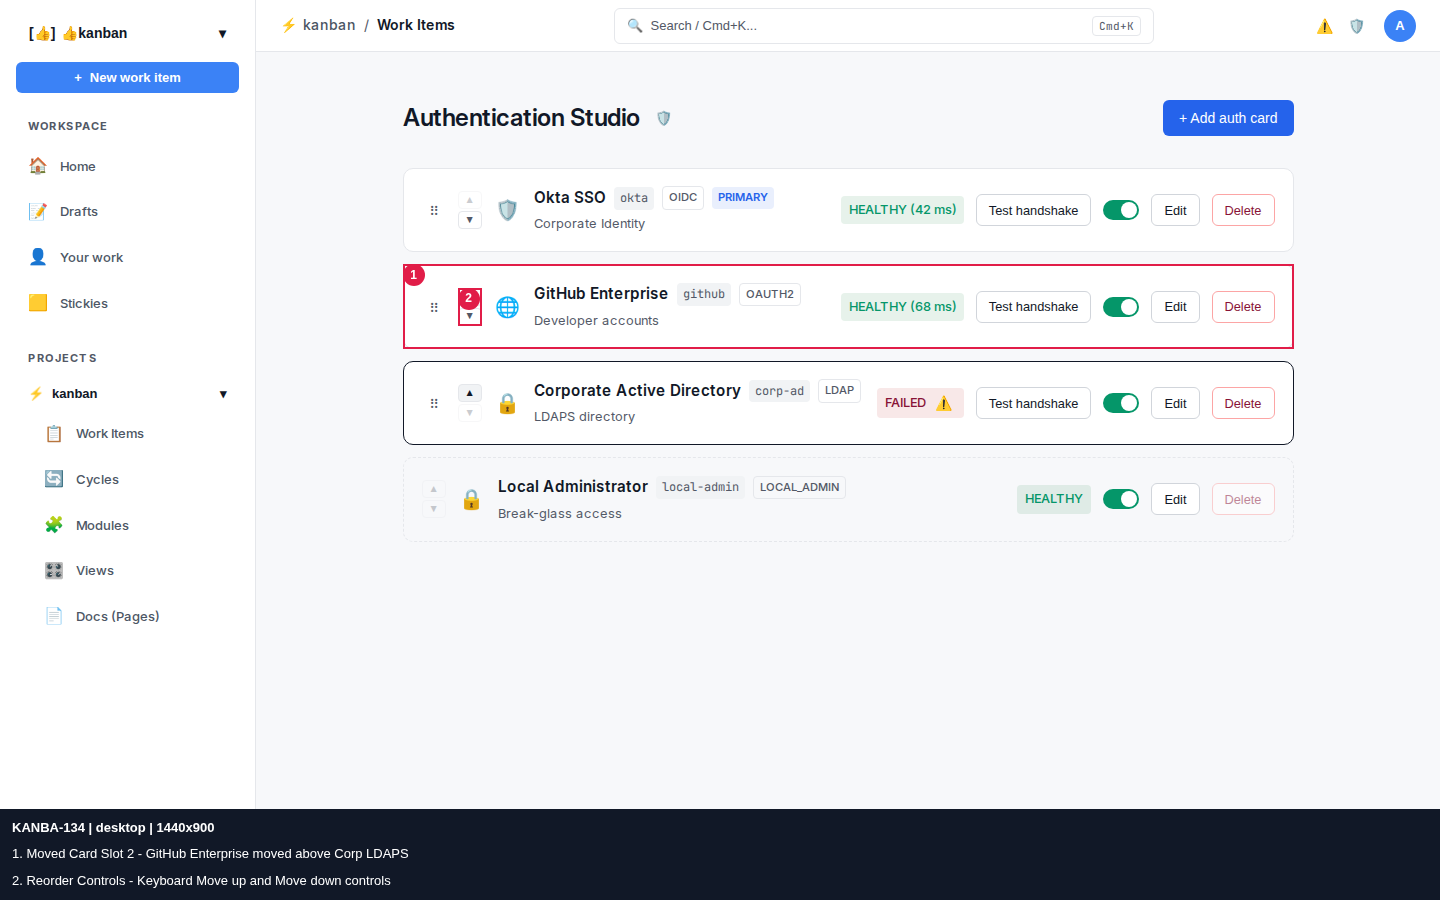 [👍] 👍kanban ▼
+ New work item
WORKSPACE
🏠 Home
📝 Drafts
👤 Your work
🟨 Stickies
PROJECTS
⚡ kanban ▼
📋 Work Items
🔄 Cycles
🧩 Modules
🎛️ Views
📄 Docs (Pages)
⚡ kanban / Work Items
🔍 Search / Cmd+K... Cmd+K
⚠️ 🛡️ A
Authentication Studio 🛡️
+ Add auth card
Okta SSO okta OIDC PRIMARY
Corporate Identity
HEALTHY (42 ms) Test handshake Edit Delete
1
2
GitHub Enterprise github OAUTH2
Developer accounts
HEALTHY (68 ms) Test handshake Edit Delete
Corporate Active Directory corp-ad LDAP
LDAPS directory
FAILED ⚠️ Test handshake Edit Delete
Local Administrator local-admin LOCAL_ADMIN
Break-glass access
HEALTHY Edit Delete
KANBA-134 | desktop | 1440x900
1. Moved Card Slot 2 - GitHub Enterprise moved above Corp LDAPS
2. Reorder Controls - Keyboard Move up and Move down controls